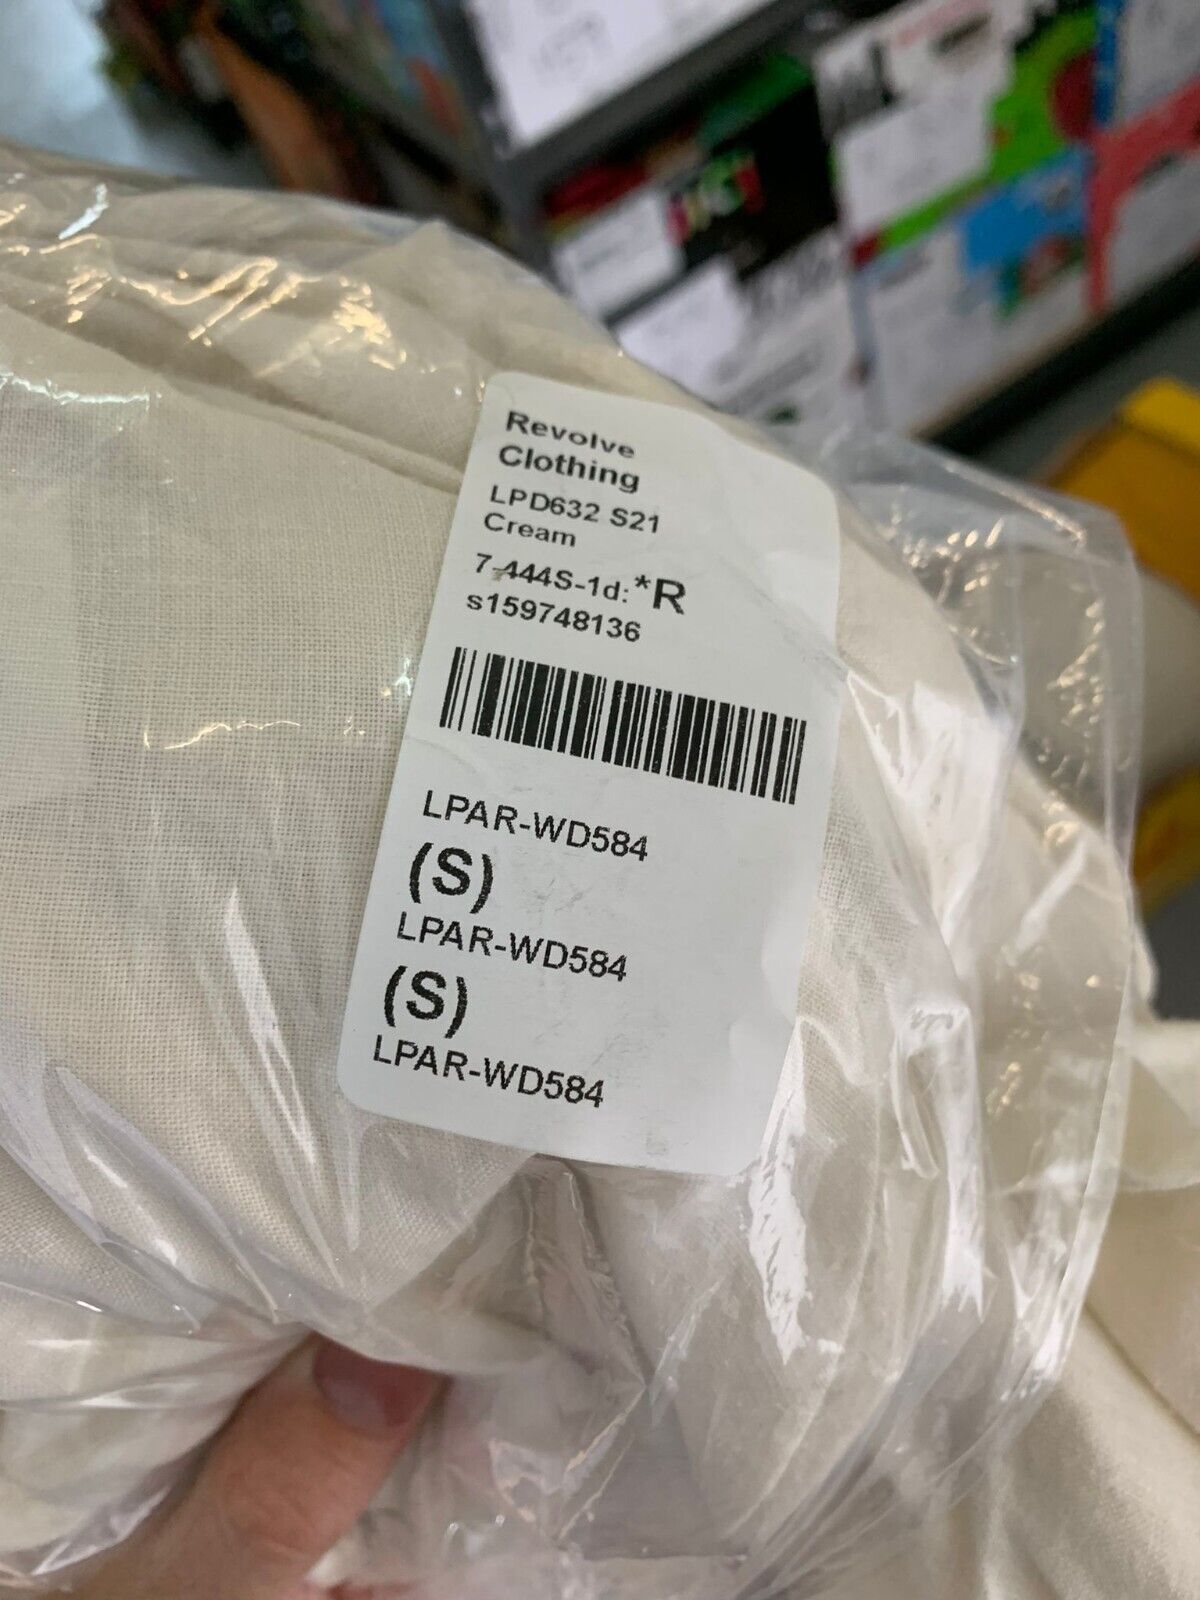 Revolve
Clothing
LPD632 S21
Cream
7-444S-1d:*R
s159748136
LPAR-WD584
(S)
LPAR-WD584
(S)
LPAR-WD584